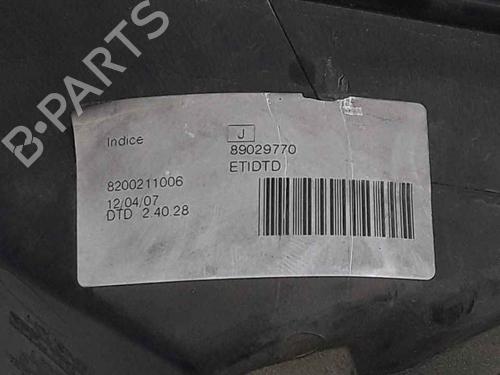 B-PARTS
Indice
J
89029770
ETIDTD
8200211006
12/04/07
DTD 2.40.28